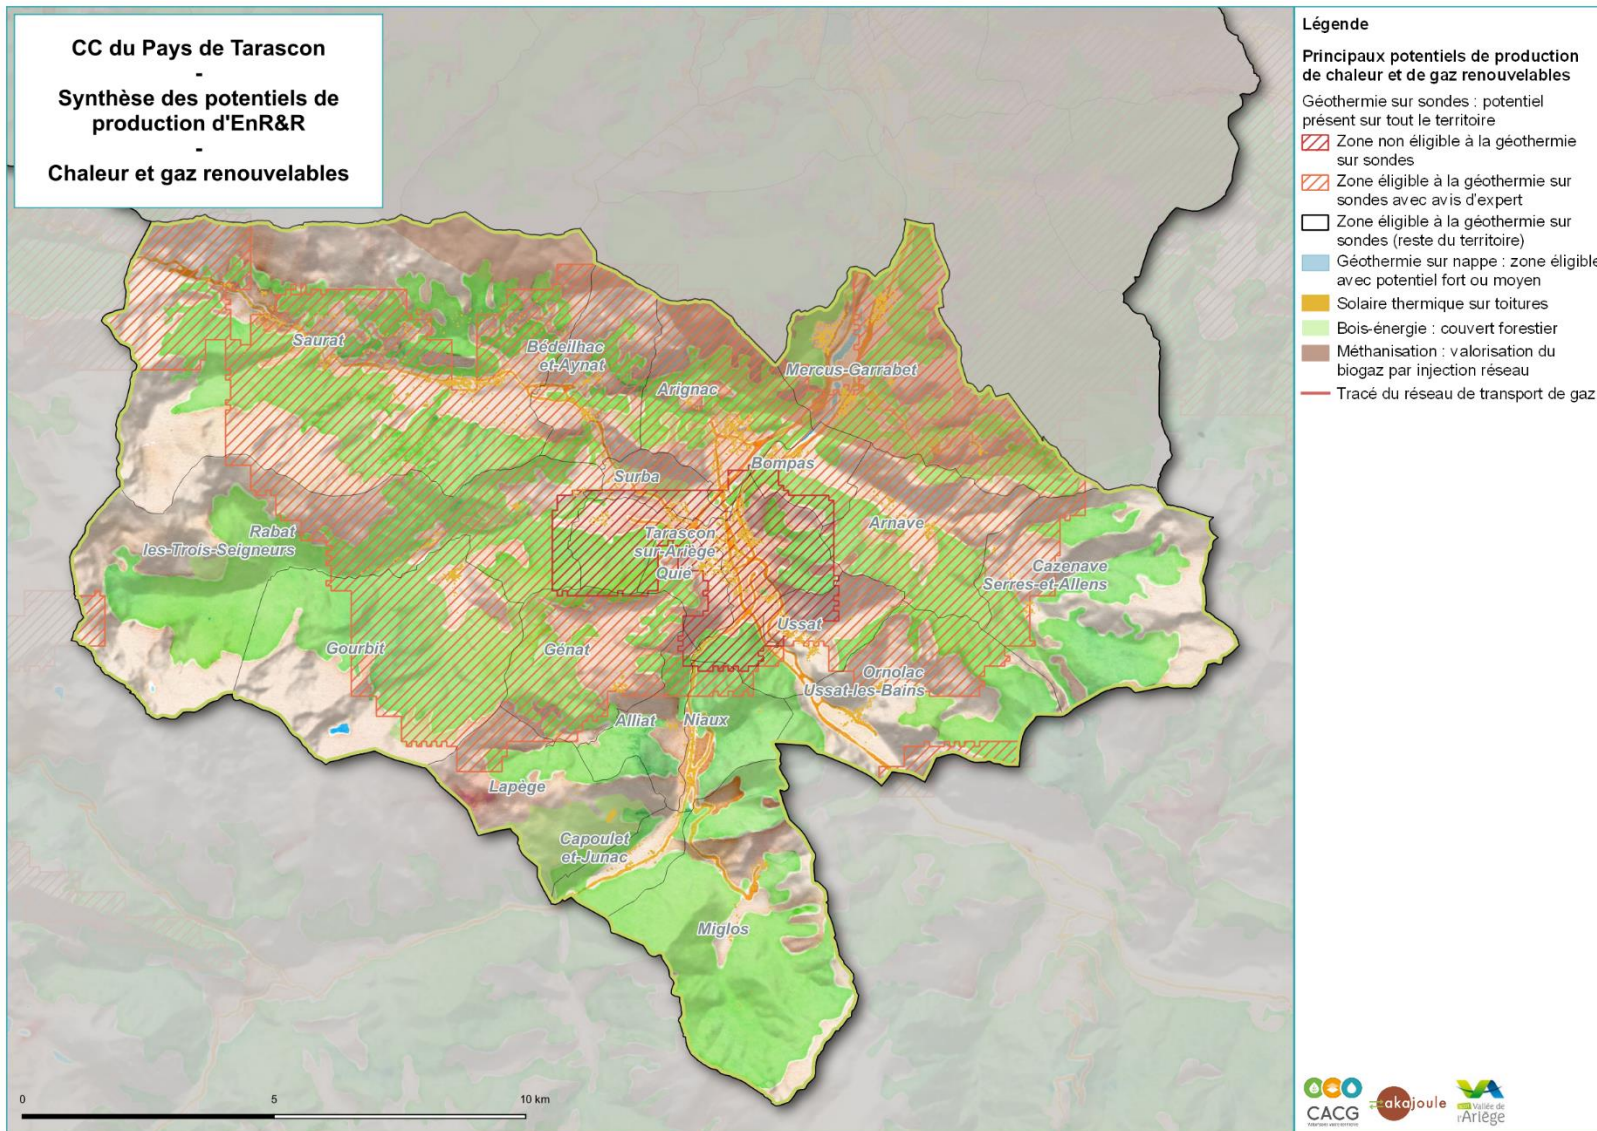 CC du Pays de Tarascon
-
Synthèse des potentiels de
production d'EnR&R
-
Chaleur et gaz renouvelables
Légende
Principaux potentiels de production
de chaleur et de gaz renouvelables
Géothermie sur sondes : potentiel
présent sur tout le territoire
Zone non éligible à la géothermie
sur sondes
Zone éligible à la géothermie sur
sondes avec avis d'expert
Zone éligible à la géothermie sur
sondes (reste du territoire)
Géothermie sur nappe : zone éligible
avec potentiel fort ou moyen
Solaire thermique sur toitures
Bois-énergie : couvert forestier
Méthanisation : valorisation du
biogaz par injection réseau
Tracé du réseau de transport de gaz
Saurat
Bédeilhac
et-Aynat
Arignac
Mercus-Garrabet
Surba
Bompas
Rabat
les-Trois-Seigneurs
Tarascon
sur-Ariège
Quié
Arnave
Cazenave
Serres-et-Allens
Gourbit
Génat
Ussat
Ornolac
Ussat-les-Bains
Alliat
Niaux
Lapège
Capoulet
et-Junac
Miglos
0 5 10 km
CACG
akajoule
Vallée de
l'Ariège